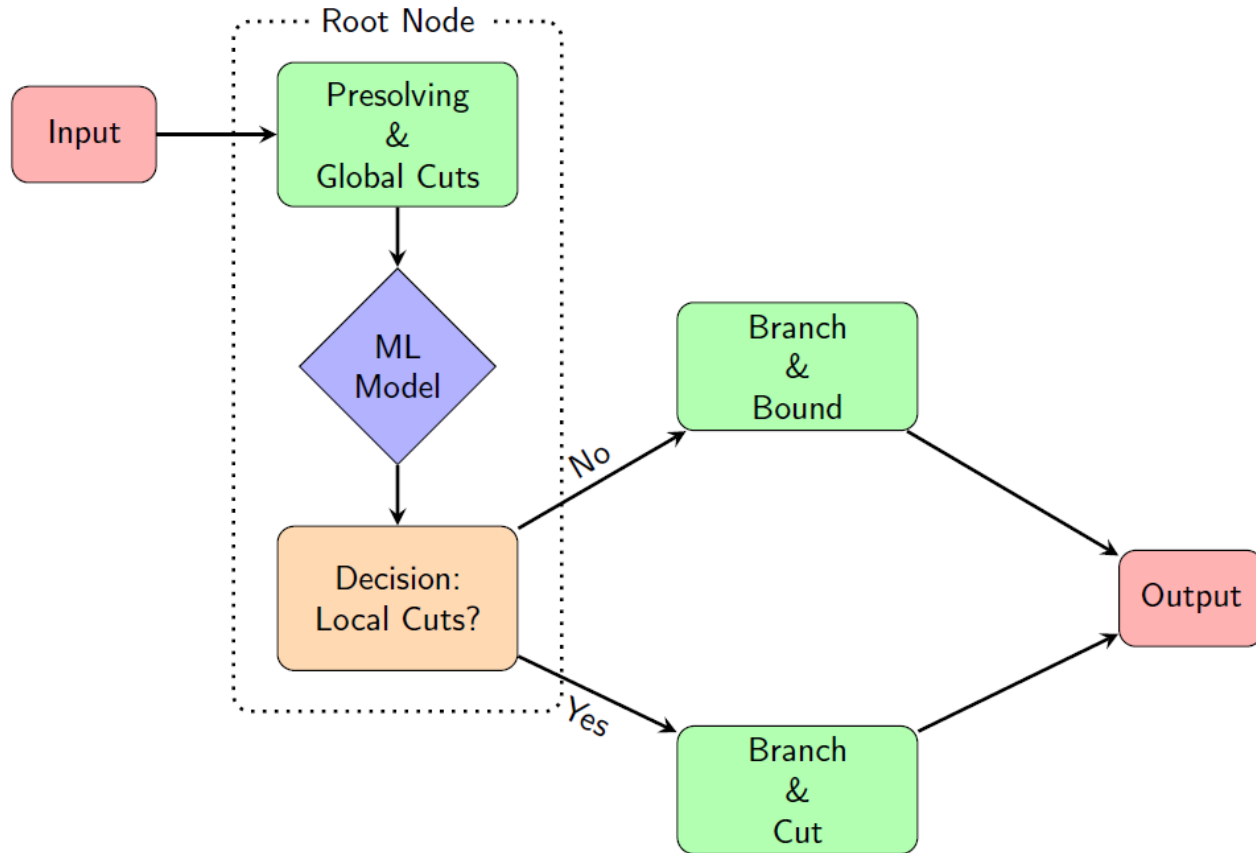 Root Node
Input
Presolving
&
Global Cuts
ML
Model
Decision:
Local Cuts?
No
Yes
Branch
&
Bound
Branch
&
Cut
Output